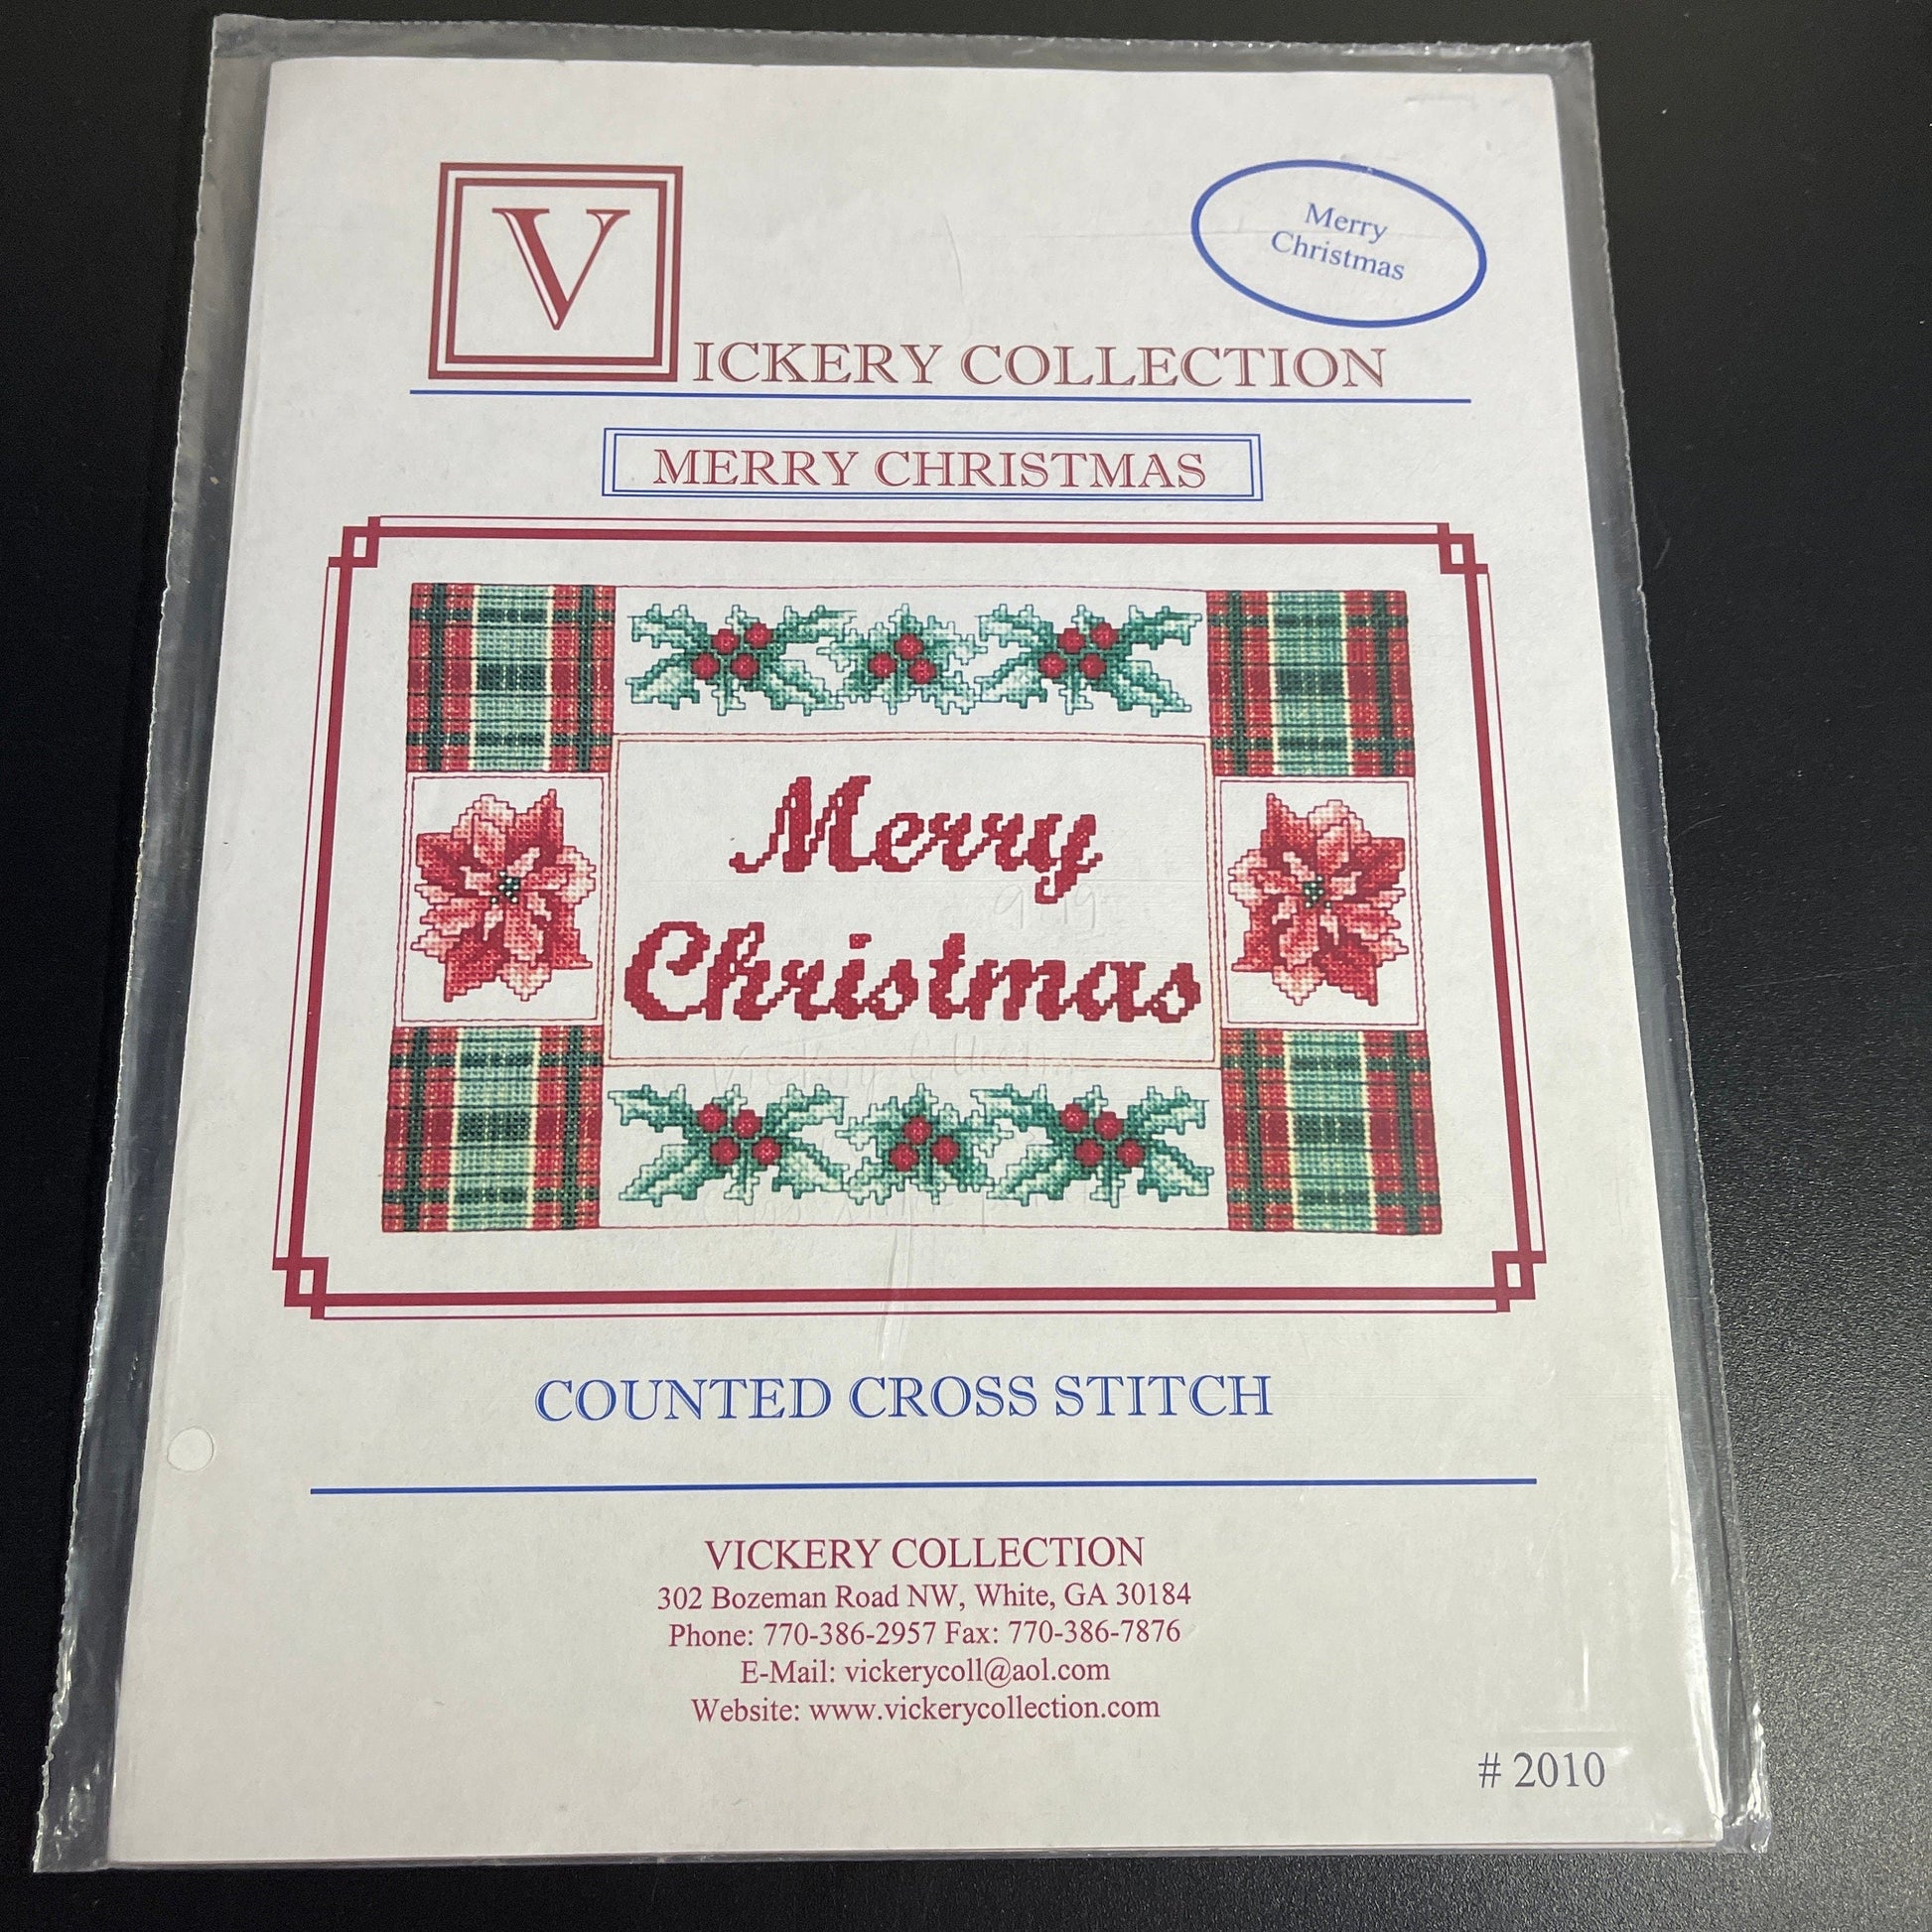 Merry
Christmas
VICKERY COLLECTION
MERRY CHRISTMAS
Merry
Christmas
COUNTED CROSS STITCH
VICKERY COLLECTION
302 Bozeman Road NW, White, GA 30184
Phone: 770-386-2957 Fax: 770-386-7876
E-Mail: vickerycoll@aol.com
Website: www.vickerycollection.com
# 2010